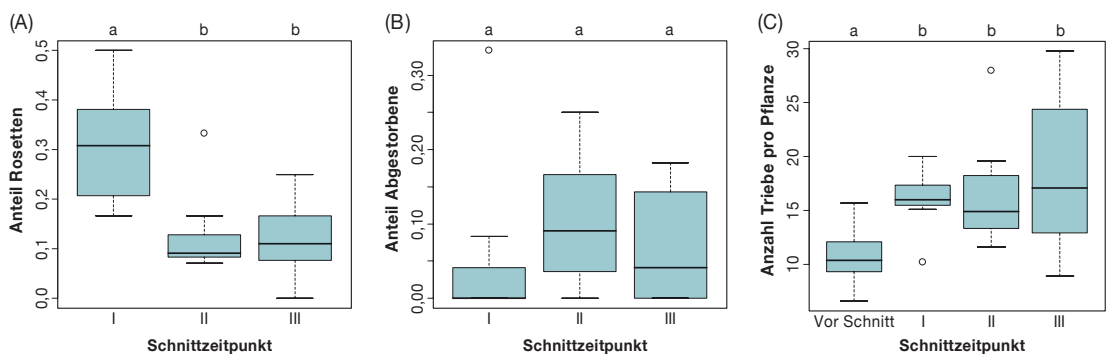 (A)
a b b
Anteil Rosetten
0,5
0,4
0,3
0,2
0,1
0,0
I II III
Schnittzeitpunkt
(B)
a a a
Anteil Abgestorbene
0,30
0,20
0,10
0,00
I II III
Schnittzeitpunkt
(C)
a b b b
Anzahl Triebe pro Pflanze
30
25
20
15
10
Vor Schnitt I II III
Schnittzeitpunkt